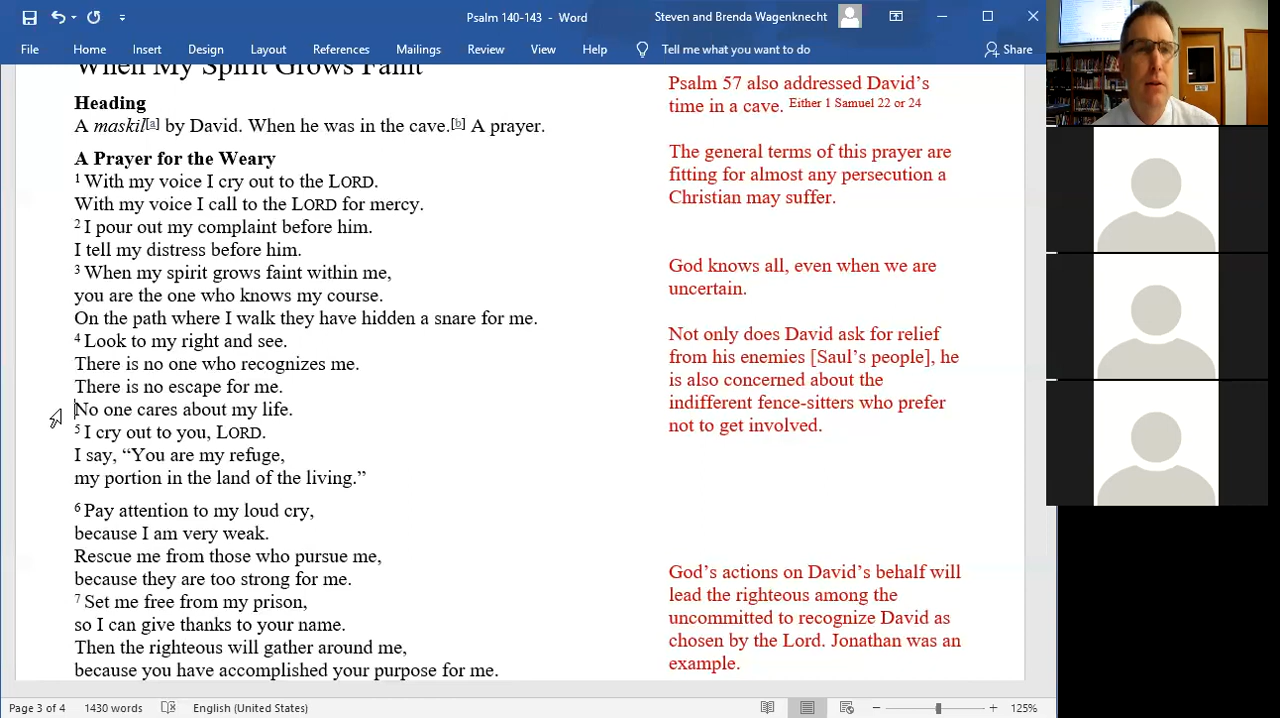 Psalm 140-143 - Word
Steven and Brenda Wagenknecht
File Home Insert Design Layout References Mailings Review View Help Tell me what you want to do Share
When My Spirit Grows Faint
Heading
A maskil[a] by David. When he was in the cave.[b] A prayer.
A Prayer for the Weary
1 With my voice I cry out to the LORD.
With my voice I call to the LORD for mercy.
2 I pour out my complaint before him.
I tell my distress before him.
3 When my spirit grows faint within me,
you are the one who knows my course.
On the path where I walk they have hidden a snare for me.
4 Look to my right and see.
There is no one who recognizes me.
There is no escape for me.
No one cares about my life.
5 I cry out to you, LORD.
I say, “You are my refuge,
my portion in the land of the living.”
6 Pay attention to my loud cry,
because I am very weak.
Rescue me from those who pursue me,
because they are too strong for me.
7 Set me free from my prison,
so I can give thanks to your name.
Then the righteous will gather around me,
because you have accomplished your purpose for me.
Psalm 57 also addressed David’s
time in a cave. Either 1 Samuel 22 or 24
The general terms of this prayer are
fitting for almost any persecution a
Christian may suffer.
God knows all, even when we are
uncertain.
Not only does David ask for relief
from his enemies [Saul’s people], he
is also concerned about the
indifferent fence-sitters who prefer
not to get involved.
God’s actions on David’s behalf will
lead the righteous among the
uncommitted to recognize David as
chosen by the Lord. Jonathan was an
example.
Page 3 of 4 1430 words English (United States) 125%